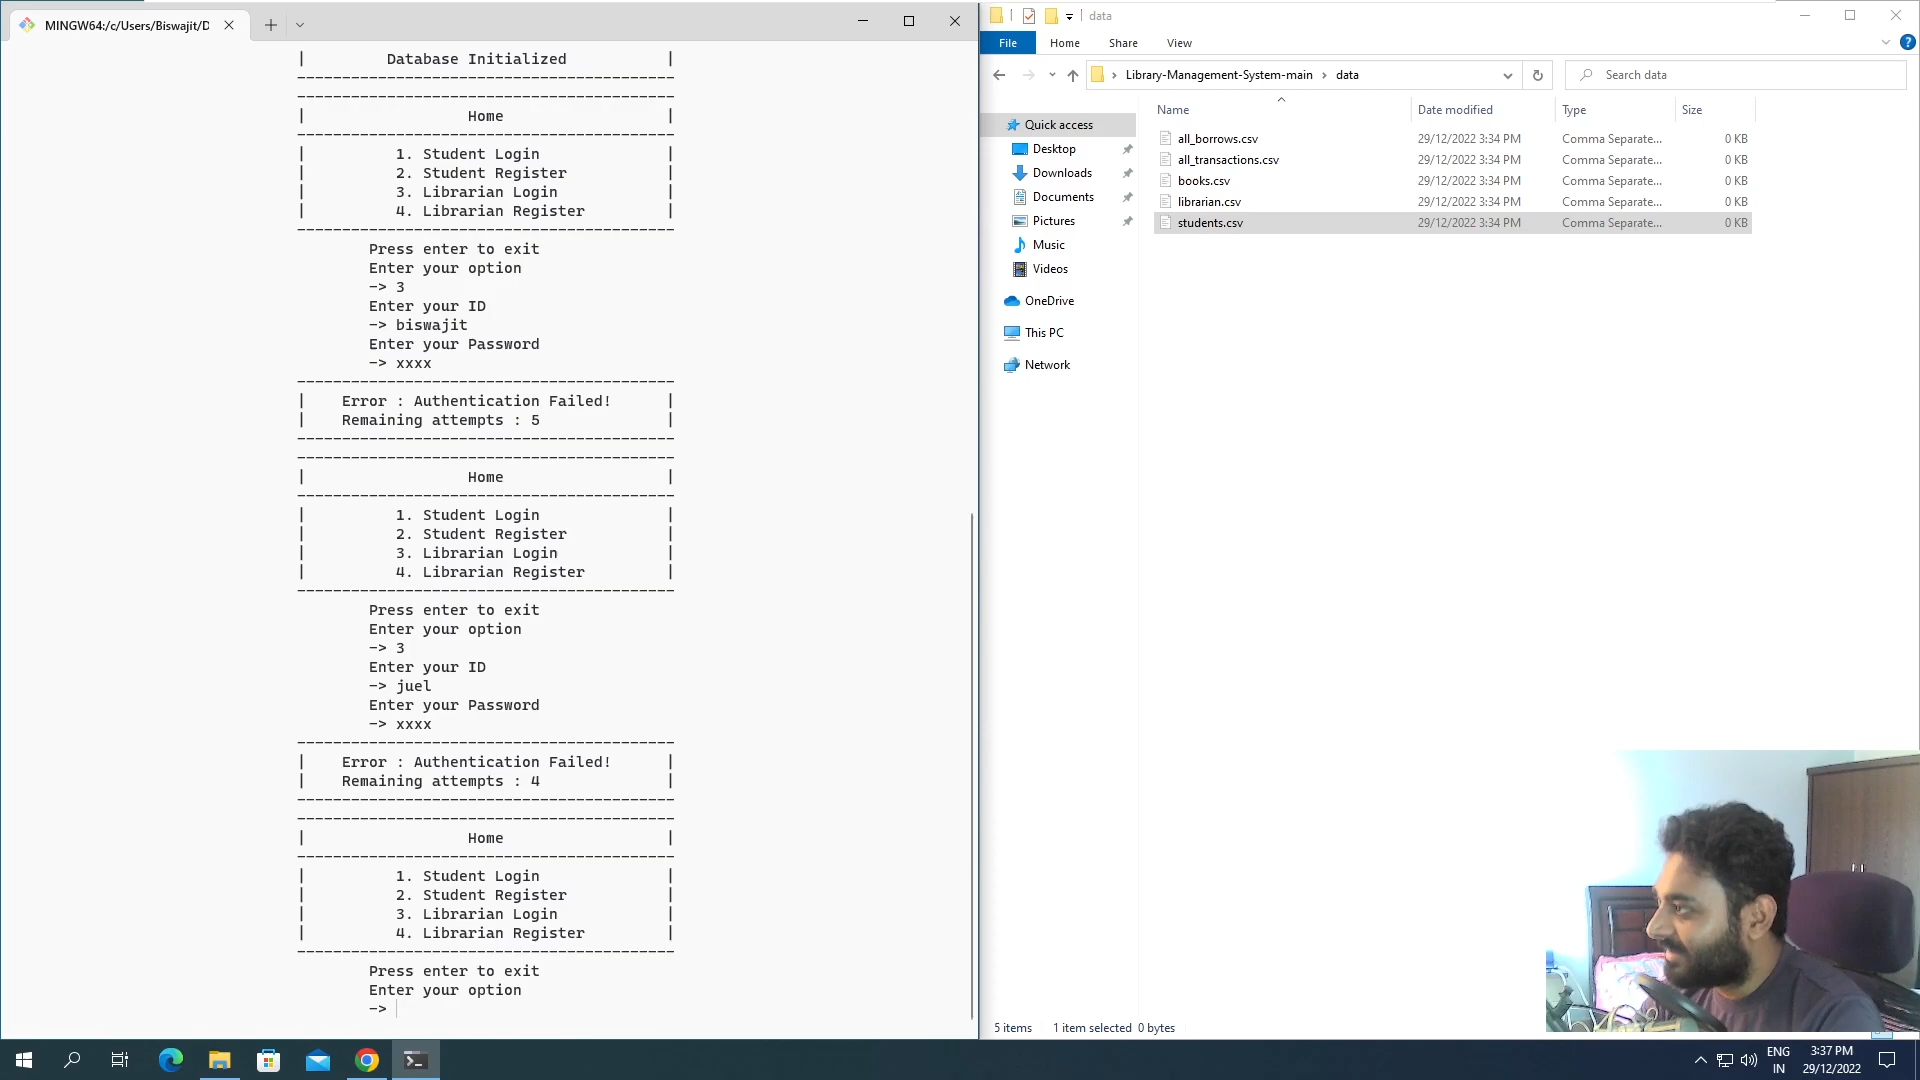 MINGW64:/c/Users/Biswajit/D
| Database Initialized |
-----------------------------------------
-----------------------------------------
| Home |
-----------------------------------------
| 1. Student Login |
| 2. Student Register |
| 3. Librarian Login |
| 4. Librarian Register |
-----------------------------------------
Press enter to exit
Enter your option
-> 3
Enter your ID
-> biswajit
Enter your Password
-> xxxx
-----------------------------------------
| Error : Authentication Failed! |
| Remaining attempts : 5 |
-----------------------------------------
-----------------------------------------
| Home |
-----------------------------------------
| 1. Student Login |
| 2. Student Register |
| 3. Librarian Login |
| 4. Librarian Register |
-----------------------------------------
Press enter to exit
Enter your option
-> 3
Enter your ID
-> juel
Enter your Password
-> xxxx
-----------------------------------------
| Error : Authentication Failed! |
| Remaining attempts : 4 |
-----------------------------------------
-----------------------------------------
| Home |
-----------------------------------------
| 1. Student Login |
| 2. Student Register |
| 3. Librarian Login |
| 4. Librarian Register |
-----------------------------------------
Press enter to exit
Enter your option
->
data
File Home Share View
Library-Management-System-main > data
Search data
Quick access
Desktop
Downloads
Documents
Pictures
Music
Videos
OneDrive
This PC
Network
Name Date modified Type Size
all_borrows.csv 29/12/2022 3:34 PM Comma Separate... 0 KB
all_transactions.csv 29/12/2022 3:34 PM Comma Separate... 0 KB
books.csv 29/12/2022 3:34 PM Comma Separate... 0 KB
librarian.csv 29/12/2022 3:34 PM Comma Separate... 0 KB
students.csv 29/12/2022 3:34 PM Comma Separate... 0 KB
5 items 1 item selected 0 bytes
ENG
IN
3:37 PM
29/12/2022